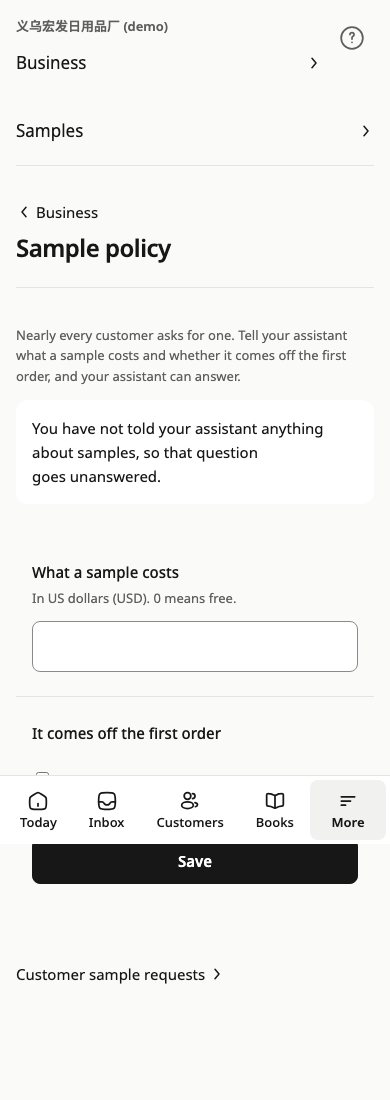 义乌宏发日用品厂 (demo)
Business
Samples
Business
Sample policy
Nearly every customer asks for one. Tell your assistant
what a sample costs and whether it comes off the first
order, and your assistant can answer.
You have not told your assistant anything
about samples, so that question
goes unanswered.
What a sample costs
In US dollars (USD). 0 means free.
It comes off the first order
Today
Inbox
Customers
Books
More
Save
Customer sample requests